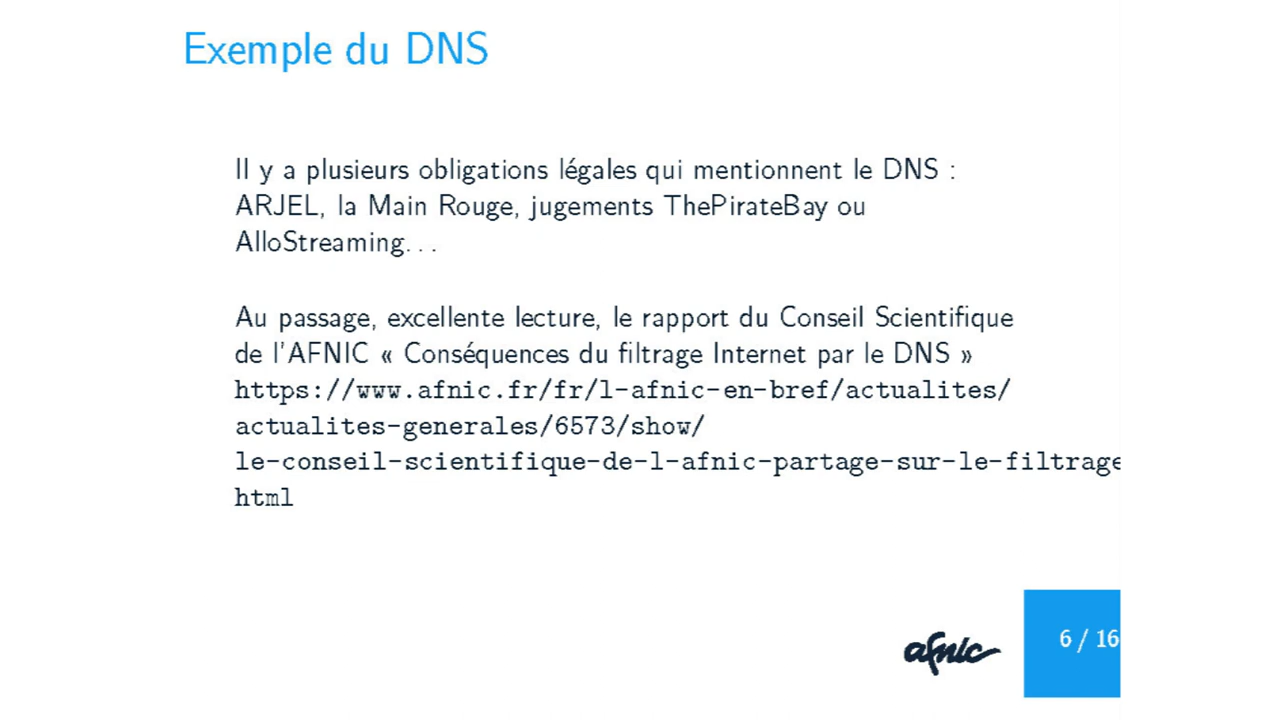 Exemple du DNS
Il y a plusieurs obligations légales qui mentionnent le DNS :
ARJEL, la Main Rouge, jugements ThePirateBay ou
AlloStreaming. . .
Au passage, excellente lecture, le rapport du Conseil Scientifique
de l'AFNIC « Conséquences du filtrage Internet par le DNS »
https://www.afnic.fr/fr/l-afnic-en-bref/actualites/
actualites-generales/6573/show/
le-conseil-scientifique-de-l-afnic-partage-sur-le-filtrage
html
afnic
6 / 16